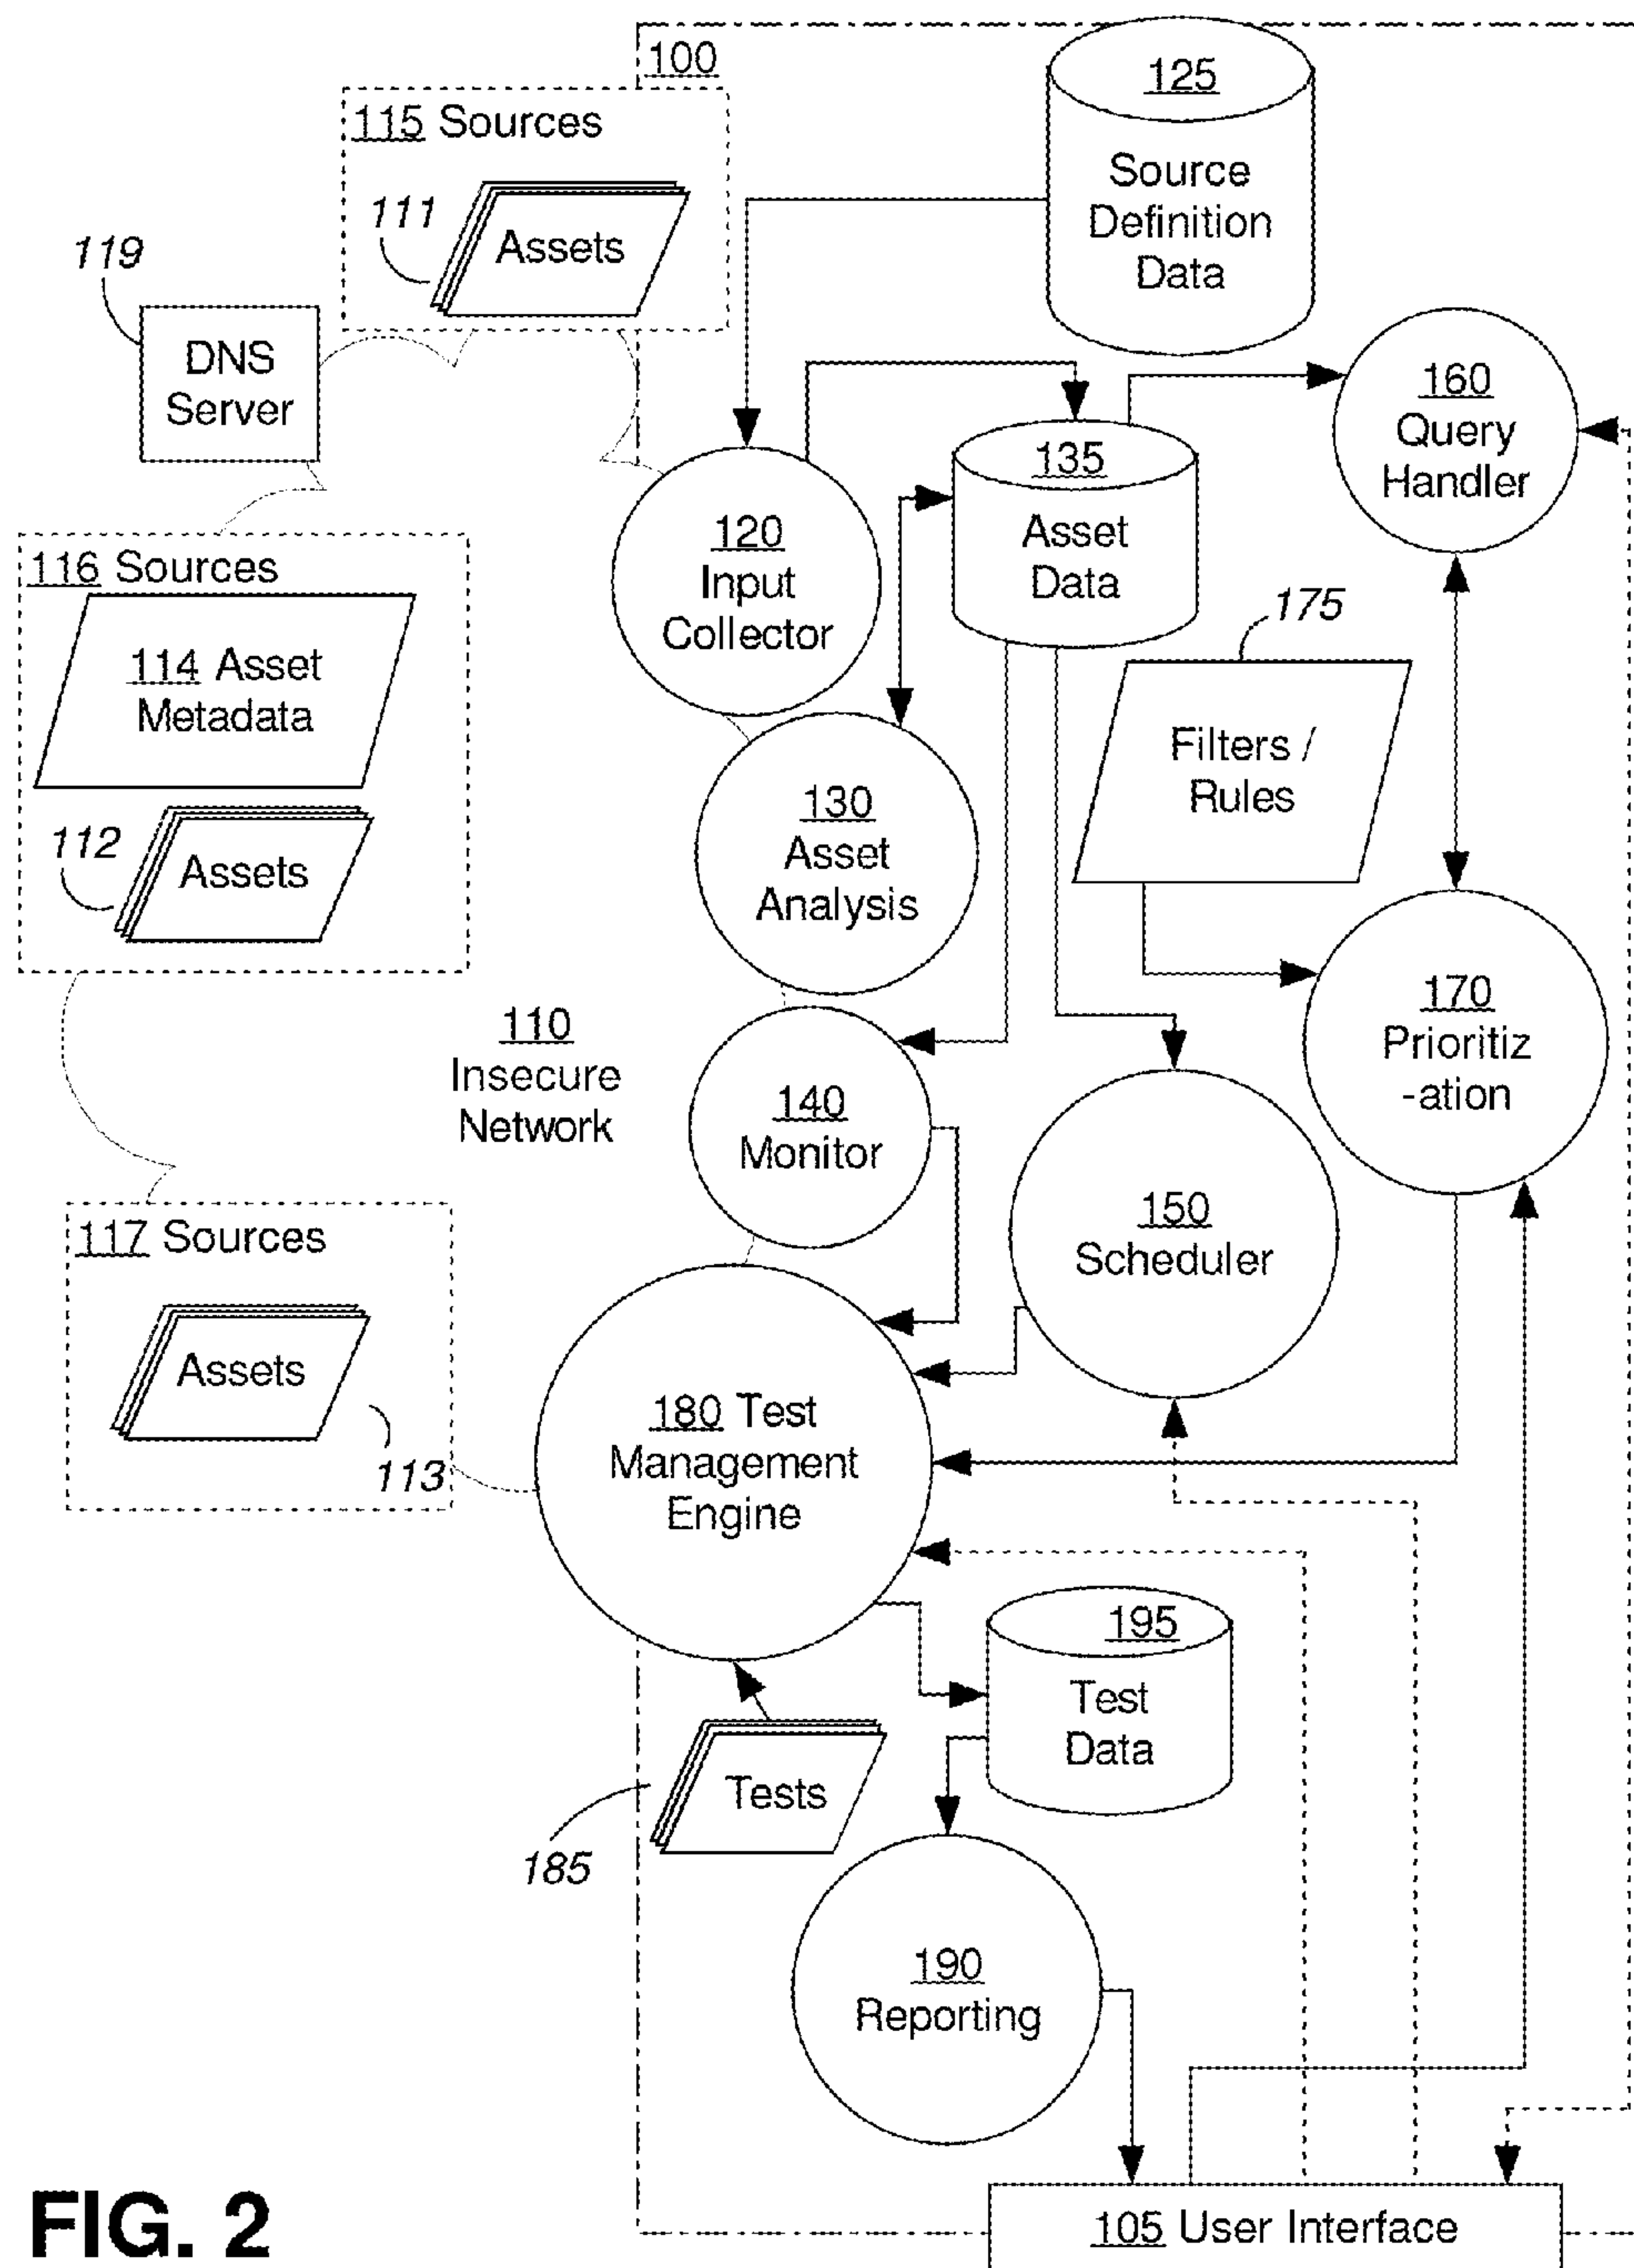 100
125
Source
Definition
Data
115 Sources
111
Assets
119
DNS
Server
160
Query
Handler
135
Asset
Data
120
Input
Collector
116 Sources
114 Asset
Metadata
112
Assets
175
Filters /
Rules
130
Asset
Analysis
110
Insecure
Network
170
Prioritiz
-ation
140
Monitor
150
Scheduler
117 Sources
Assets
113
180 Test
Management
Engine
195
Test
Data
Tests
185
190
Reporting
105 User Interface
FIG. 2